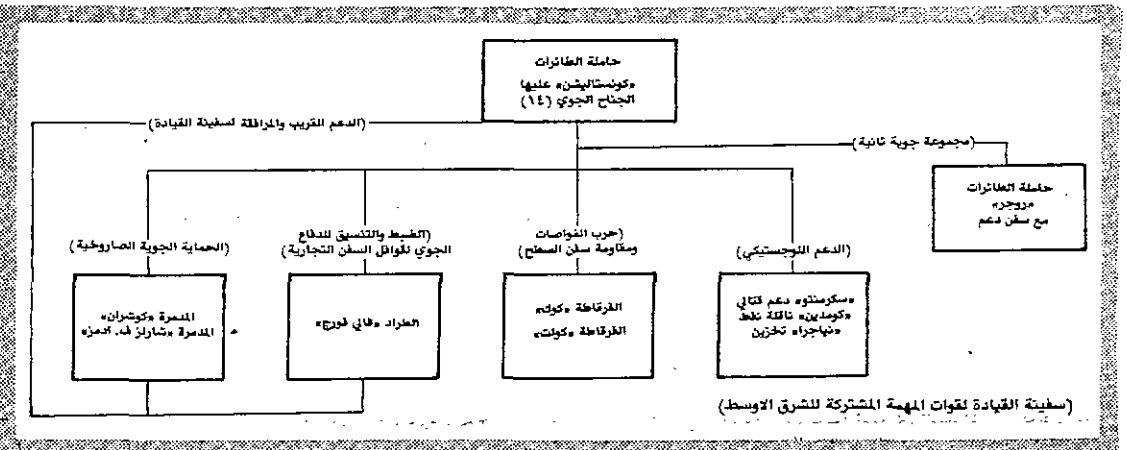 حاملة الطائرات
«كونستاليشن» عليها
الجناح الجوي (١٤)
(الدعم القريب والمرافقة لسفينة القيادة)
(مجموعة جوية ثانية)
حاملة الطائرات
«روجر»
مع سفن دعم
(الدعم اللوجستيكي)
(حرب الغواصات
ومقاومة سفن السطح)
(الضبط والتنسيق للدفاع
الجوي لقوافل السفن التجارية)
(الحماية الجوية الصاروخية)
«سكرمنتو» دعم قتالي
«كومدين» ناقلة نفط
«نياجرا» تخزين
الفرقاطة «كوك»
الفرقاطة «كولت»
الطراد «فالي فورج»
المدمرة «كوشران»
المدمرة «شارلز ف. ادمز»
(سفينة القيادة لقوات المهمة المشتركة للشرق الاوسط)